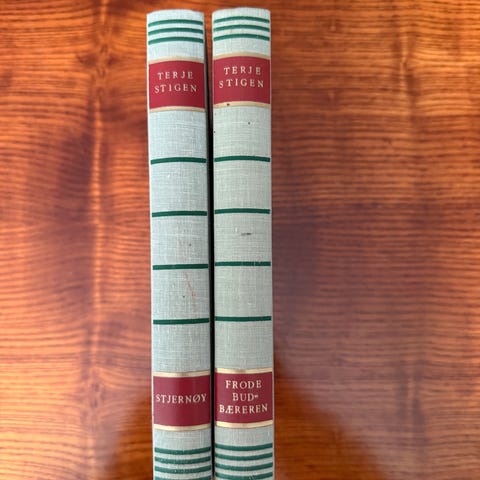 TERJE
STIGEN
STJERNØY
TERJE
STIGEN
FRODE
BUD-
BÆREREN